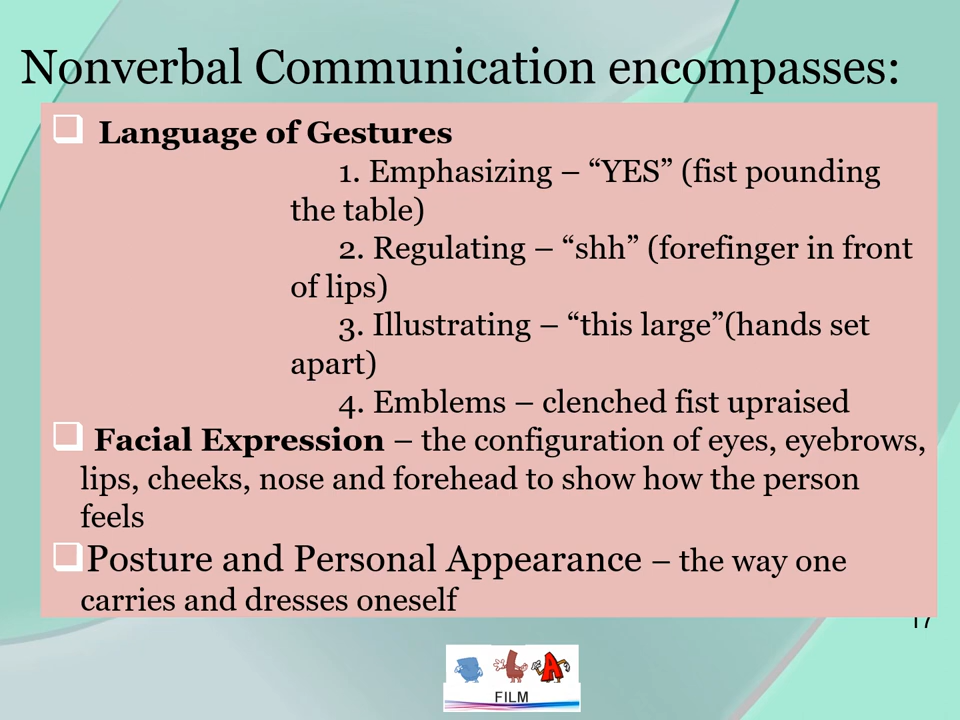 Nonverbal Communication encompasses:
Language of Gestures
1. Emphasizing – “YES” (fist pounding
the table)
2. Regulating – “shh” (forefinger in front
of lips)
3. Illustrating – “this large”(hands set
apart)
4. Emblems – clenched fist upraised
Facial Expression – the configuration of eyes, eyebrows,
lips, cheeks, nose and forehead to show how the person
feels
Posture and Personal Appearance – the way one
carries and dresses oneself
17
FILM